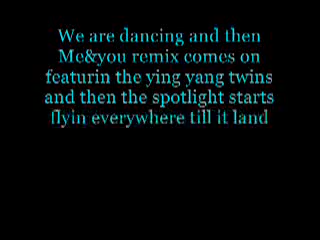 We are dancing and then
Me&you remix comes on
featurin the ying yang twins
and then the spotlight starts
flyin everywhere till it land